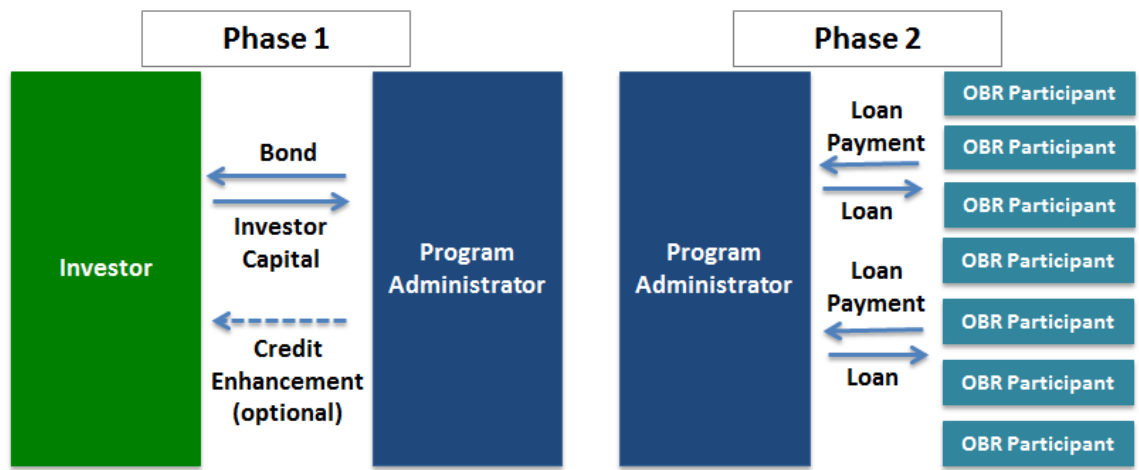 Phase 1
Investor
Bond
Investor
Capital
Credit
Enhancement
(optional)
Program
Administrator
Phase 2
Program
Administrator
Loan
Payment
Loan
Loan
Payment
Loan
OBR Participant
OBR Participant
OBR Participant
OBR Participant
OBR Participant
OBR Participant
OBR Participant